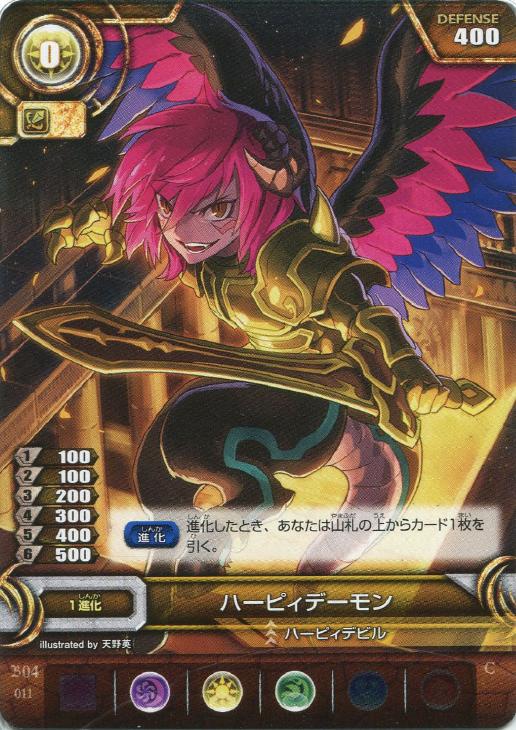 0
DEFENSE
400
1 100
2 100
3 200
4 300
5 400
6 500
進化 進化したとき、あなたは山札の上からカード1枚を
引く。
1進化
ハーピィデーモン
ハーピィデビル
illustrated by 天野英
B04
011
C